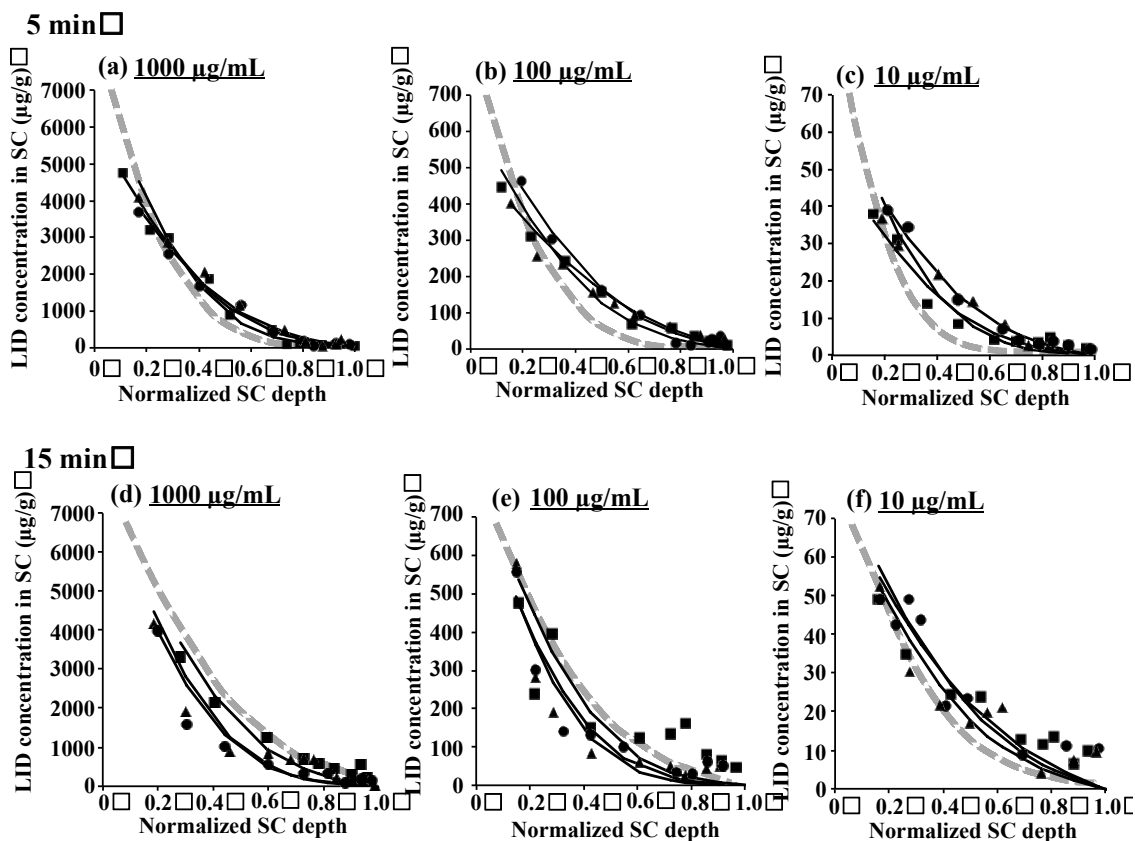 5 min□
(a) 1000 µg/mL
(b) 100 µg/mL
(c) 10 µg/mL
LID concentration in SC (µg/g)□
7000
6000
5000
4000
3000
2000
1000
0
0□ 0.2□ 0.4□ 0.6□ 0.8□ 1.0□
Normalized SC depth
LID concentration in SC (µg/g)□
700
600
500
400
300
200
100
0
0□ 0.2□ 0.4□ 0.6□ 0.8□ 1.0□
Normalized SC depth
LID concentration in SC (µg/g)□
70
60
50
40
30
20
10
0
0□ 0.2□ 0.4□ 0.6□ 0.8□ 1.0□
Normalized SC depth
15 min□
(d) 1000 µg/mL
(e) 100 µg/mL
(f) 10 µg/mL
LID concentration in SC (µg/g)□
7000
6000
5000
4000
3000
2000
1000
0
0□ 0.2□ 0.4□ 0.6□ 0.8□ 1.0□
Normalized SC depth
LID concentration in SC (µg/g)□
700
600
500
400
300
200
100
0
0□ 0.2□ 0.4□ 0.6□ 0.8□ 1.0□
Normalized SC depth
LID concentration in SC (µg/g)□
70
60
50
40
30
20
10
0
0□ 0.2□ 0.4□ 0.6□ 0.8□ 1.0□
Normalized SC depth